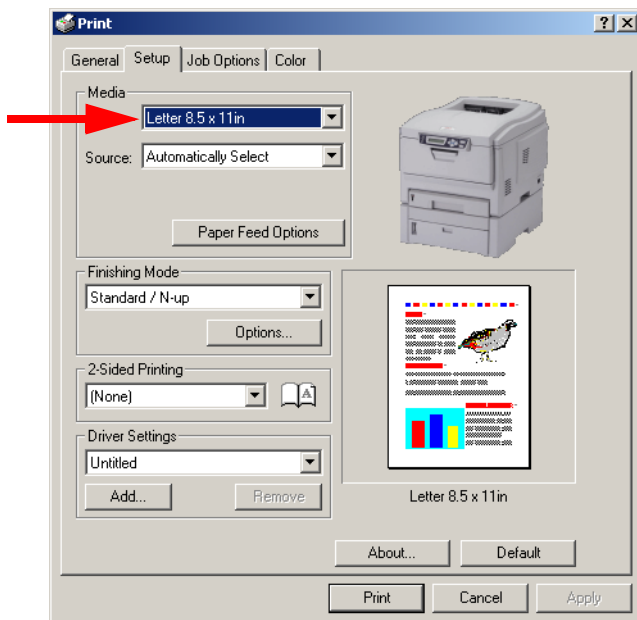 Print
General Setup Job Options Color
Media
Letter 8.5 x 11in
Source: Automatically Select
Paper Feed Options
Finishing Mode
Standard / N-up
Options...
2-Sided Printing
(None)
A
Driver Settings
Untitled
Add... Remove
Letter 8.5 x 11in
About... Default
Print Cancel Apply